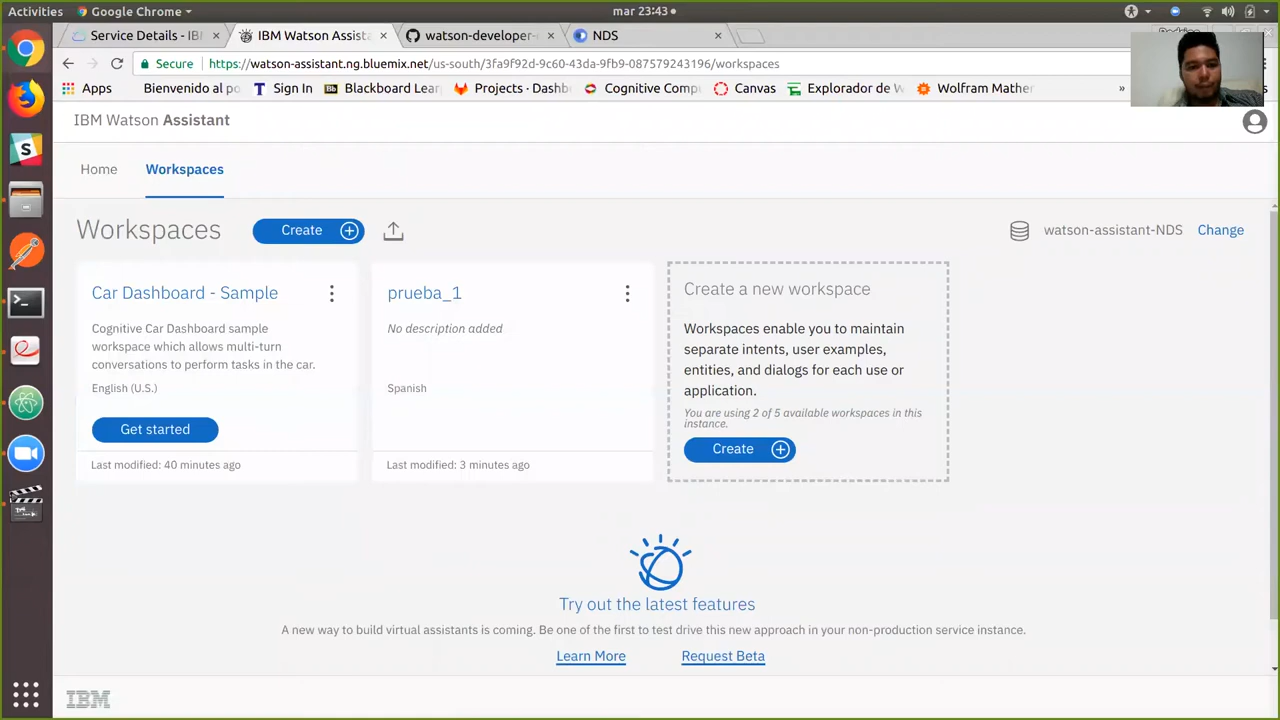 Activities
Google Chrome
mar 23:43
Service Details - IB
IBM Watson Assist
watson-developer-
NDS
Secure
https://watson-assistant.ng.bluemix.net/us-south/3fa9f92d-9c60-43da-9fb9-087579243196/workspaces
Apps
Bienvenido al po
Sign In
Blackboard Lear
Projects · Dashb
Cognitive Comp
Canvas
Explorador de W
Wolfram Mather
»
IBM Watson Assistant
Home
Workspaces
Workspaces
Create
watson-assistant-NDS
Change
Car Dashboard - Sample
Cognitive Car Dashboard sample
workspace which allows multi-turn
conversations to perform tasks in the car.
English (U.S.)
Get started
Last modified: 40 minutes ago
prueba_1
No description added
Spanish
Last modified: 3 minutes ago
Create a new workspace
Workspaces enable you to maintain
separate intents, user examples,
entities, and dialogs for each use or
application.
You are using 2 of 5 available workspaces in this
instance.
Create
Try out the latest features
A new way to build virtual assistants is coming. Be one of the first to test drive this new approach in your non-production service instance.
Learn More
Request Beta
IBM